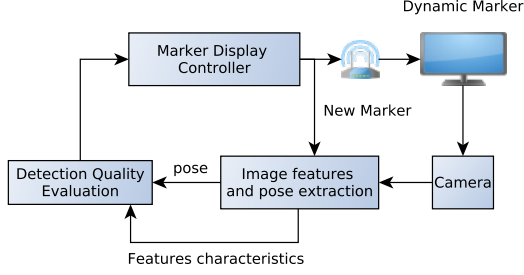 Dynamic Marker
Marker Display
Controller
New Marker
Detection Quality
Evaluation
pose
Image features
and pose extraction
Camera
Features characteristics